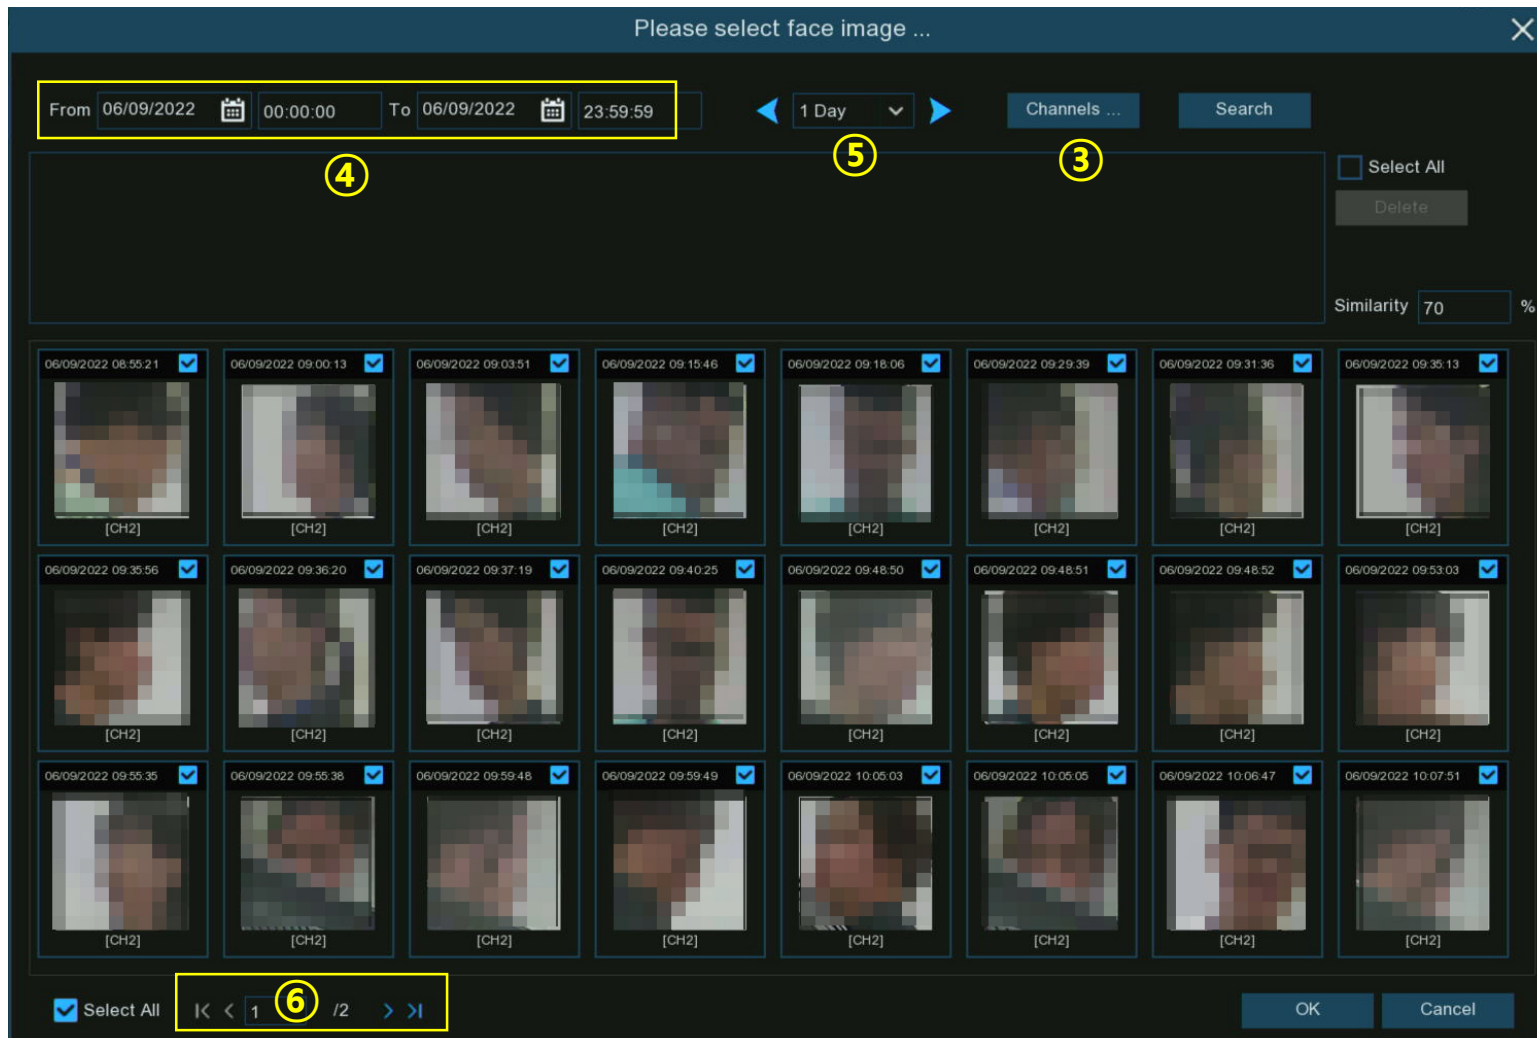 Please select face image ...
From 06/09/2022 00:00:00 To 06/09/2022 23:59:59 1 Day Channels ... Search
④ ⑤ ③
Select All
Delete
Similarity 70 %
06/09/2022 08:55:21 06/09/2022 09:00:13 06/09/2022 09:03:51 06/09/2022 09:15:46 06/09/2022 09:18:06 06/09/2022 09:29:39 06/09/2022 09:31:36 06/09/2022 09:35:13
[CH2] [CH2] [CH2] [CH2] [CH2] [CH2] [CH2] [CH2]
06/09/2022 09:35:56 06/09/2022 09:36:20 06/09/2022 09:37:19 06/09/2022 09:40:25 06/09/2022 09:48:50 06/09/2022 09:48:51 06/09/2022 09:48:52 06/09/2022 09:53:03
[CH2] [CH2] [CH2] [CH2] [CH2] [CH2] [CH2] [CH2]
06/09/2022 09:55:35 06/09/2022 09:55:38 06/09/2022 09:59:48 06/09/2022 09:59:49 06/09/2022 10:05:03 06/09/2022 10:05:05 06/09/2022 10:06:47 06/09/2022 10:07:51
[CH2] [CH2] [CH2] [CH2] [CH2] [CH2] [CH2] [CH2]
Select All 1 ⑥ /2 OK Cancel